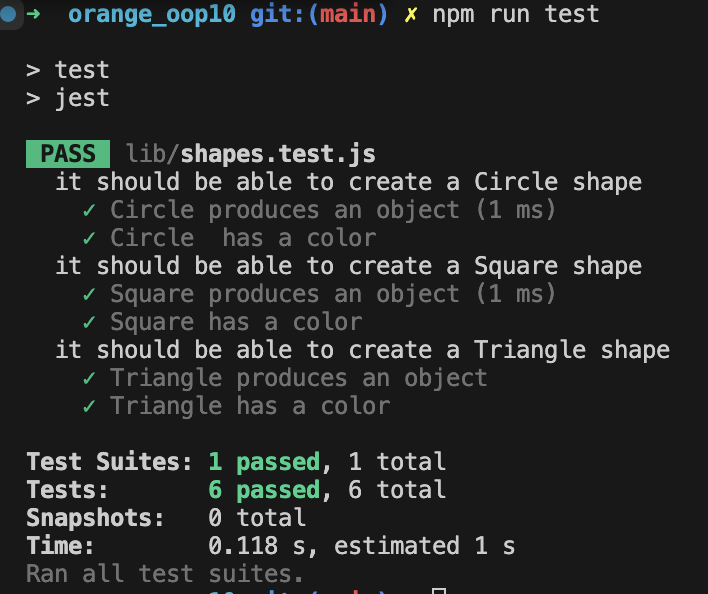 ➜ orange_oop10 git:(main) ✗ npm run test
> test
> jest
PASS lib/shapes.test.js
it should be able to create a Circle shape
✓ Circle produces an object (1 ms)
✓ Circle  has a color
it should be able to create a Square shape
✓ Square produces an object (1 ms)
✓ Square has a color
it should be able to create a Triangle shape
✓ Triangle produces an object
✓ Triangle has a color
Test Suites: 1 passed, 1 total
Tests: 6 passed, 6 total
Snapshots: 0 total
Time: 0.118 s, estimated 1 s
Ran all test suites.